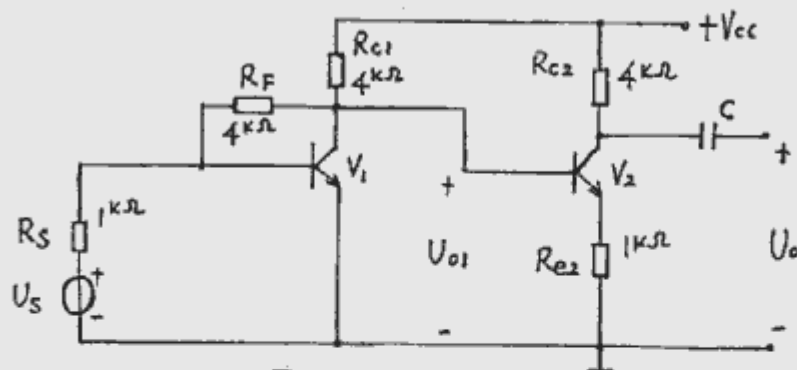 +Vcc
Rc1
4kΩ
Rc2
4kΩ
RF
4kΩ
C
+
V1
V2
+
1kΩ
RS
Uo1
Re2
1kΩ
Uo
US
+
-
-
-